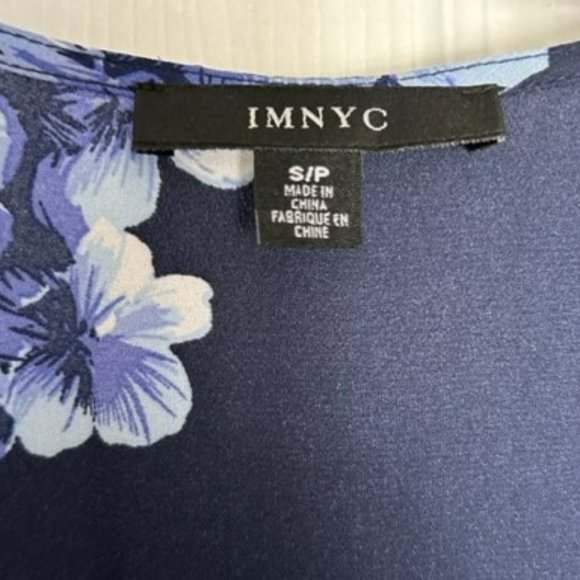 IMNYC
S/P
MADE IN
CHINA
FABRIQUE EN
CHINE